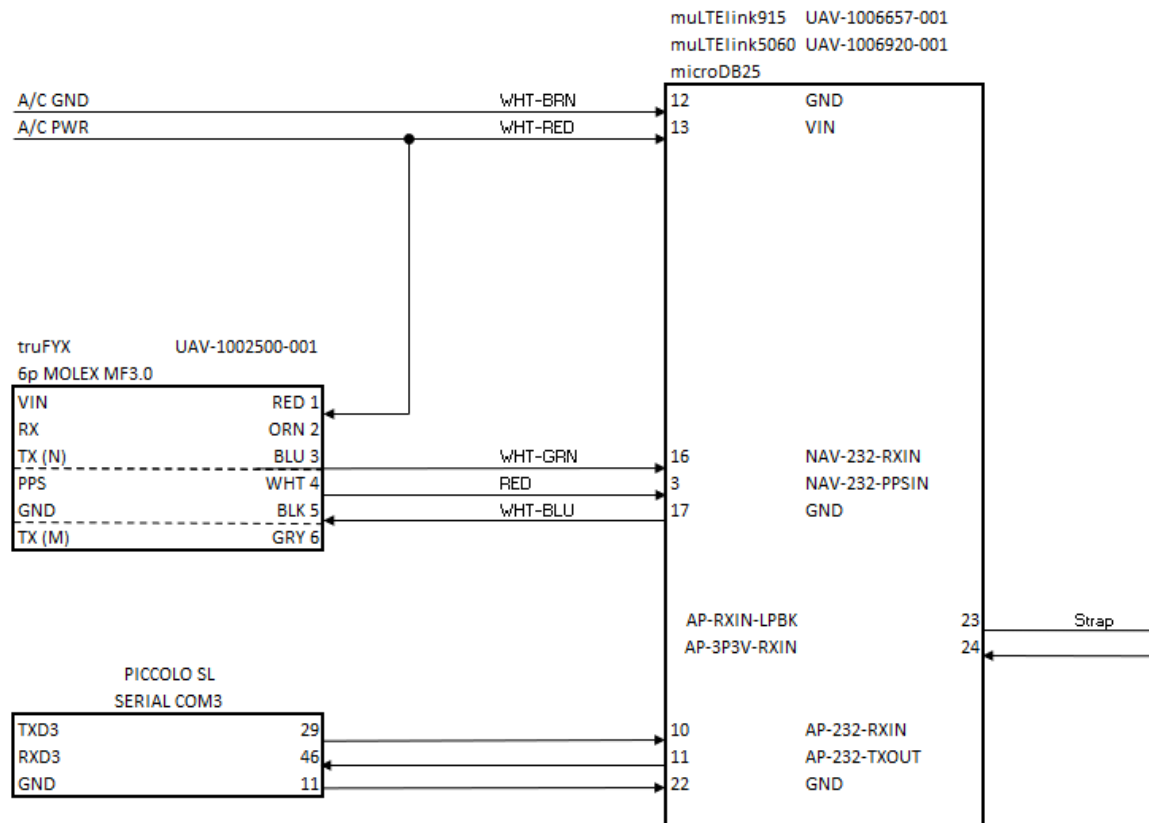 muLTElink915 UAV-1006657-001
muLTElink5060 UAV-1006920-001
microDB25
A/C GND WHT-BRN 12 GND
A/C PWR WHT-RED 13 VIN
truFYX UAV-1002500-001
6p MOLEX MF3.0
VIN RED 1
RX ORN 2
TX (N) BLU 3 WHT-GRN 16 NAV-232-RXIN
PPS WHT 4 RED 3 NAV-232-PPSIN
GND BLK 5 WHT-BLU 17 GND
TX (M) GRY 6
AP-RXIN-LPBK 23 Strap
AP-3P3V-RXIN 24
PICCOLO SL
SERIAL COM3
TXD3 29 10 AP-232-RXIN
RXD3 46 11 AP-232-TXOUT
GND 11 22 GND